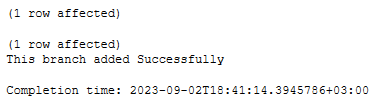 (1 row affected)
(1 row affected)
This branch added Successfully
Completion time: 2023-09-02T18:41:14.3945786+03:00